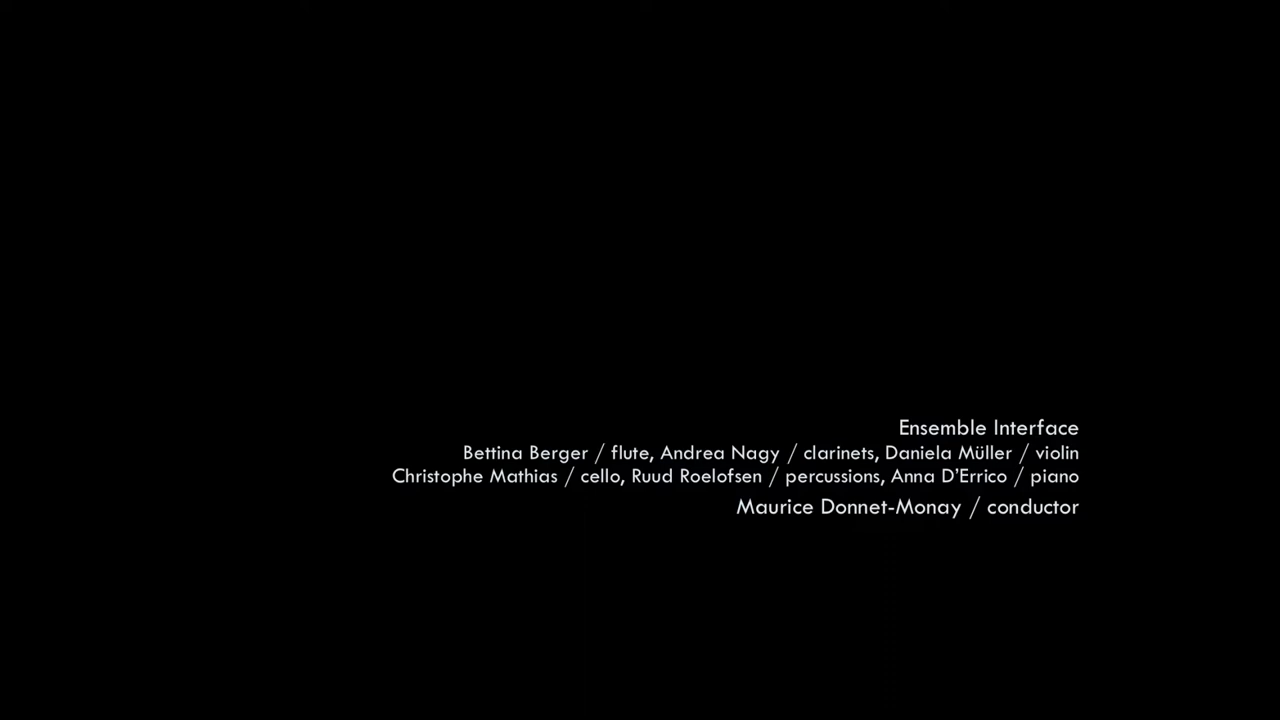 Ensemble Interface
Bettina Berger / flute, Andrea Nagy / clarinets, Daniela Müller / violin
Christophe Mathias / cello, Ruud Roelofsen / percussions, Anna D'Errico / piano
Maurice Donnet-Monay / conductor